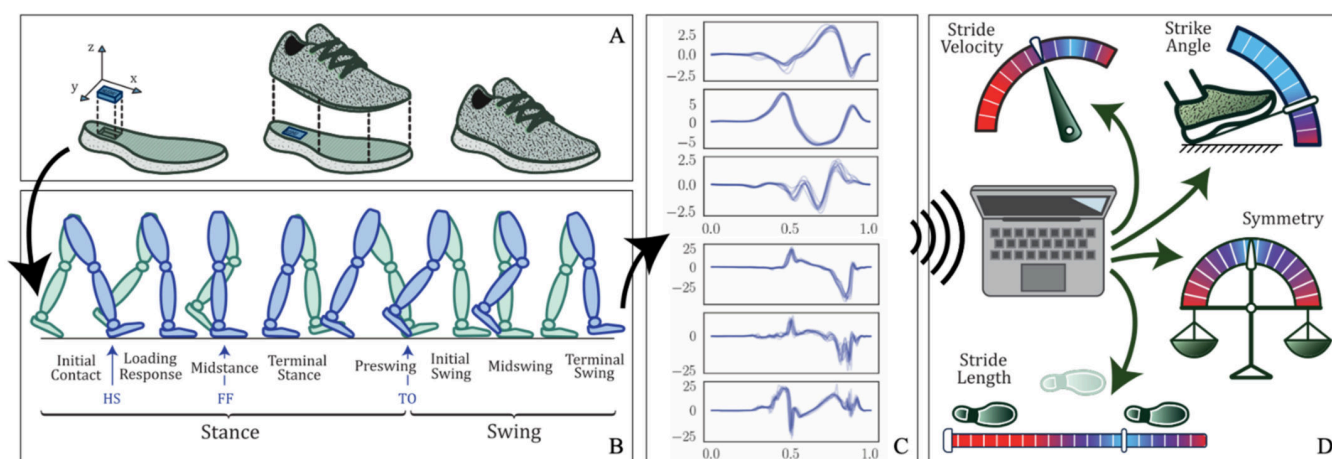 A
z
x
y
Initial
Contact
Loading
Response
Midstance
Terminal
Stance
Preswing
Initial
Swing
Midswing
Terminal
Swing
HS
FF
TO
Stance
Swing
B
2.5
0.0
−2.5
5
0
−5
2.5
0.0
−2.5
0.0
0.5
1.0
25
0
−25
25
0
−25
25
0
−25
0.0
0.5
1.0
C
Stride
Velocity
Strike
Angle
Symmetry
Stride
Length
D